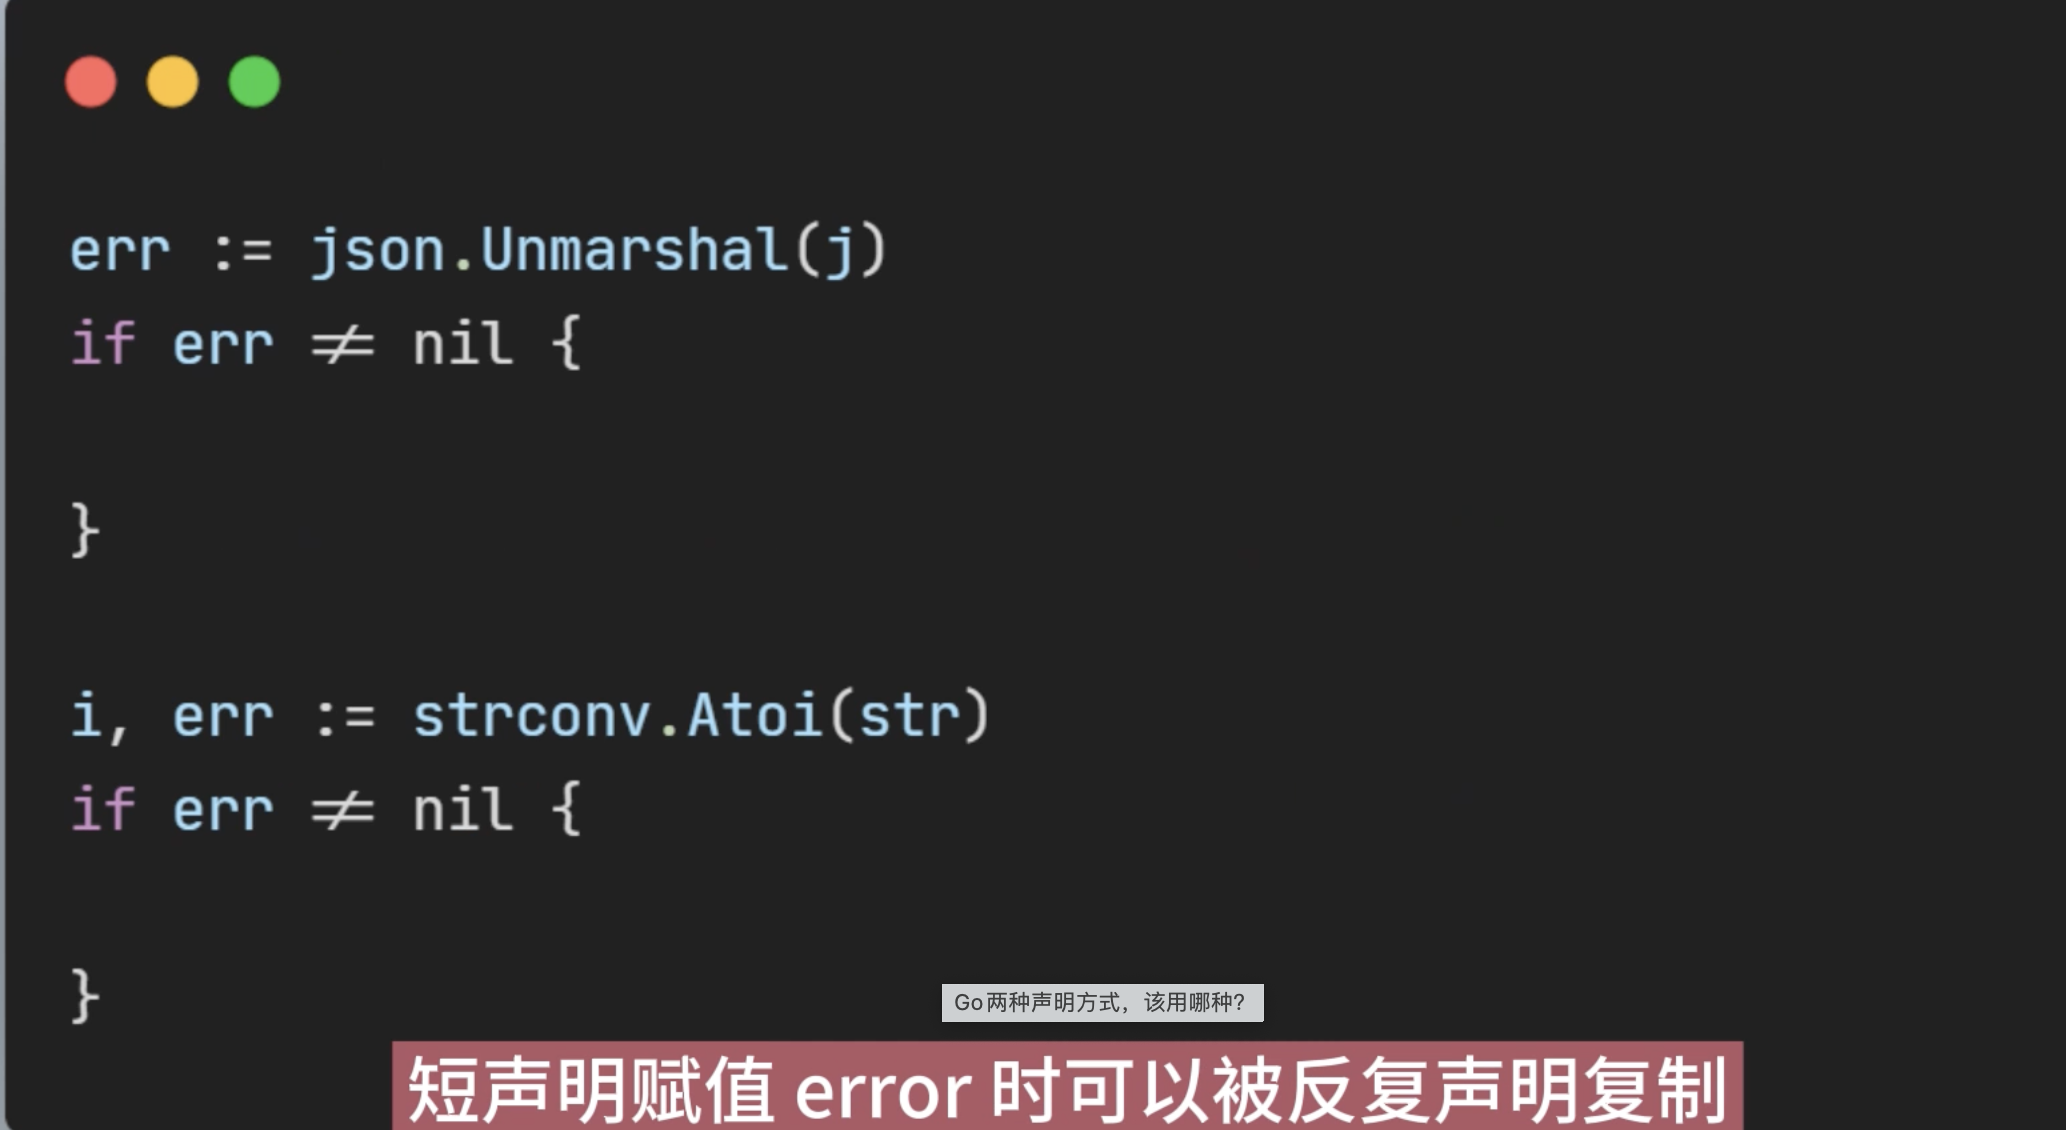 err := json.Unmarshal(j)
if err != nil {
}
i, err := strconv.Atoi(str)
if err != nil {
}
Go两种声明方式，该用哪种？
短声明赋值 error 时可以被反复声明复制